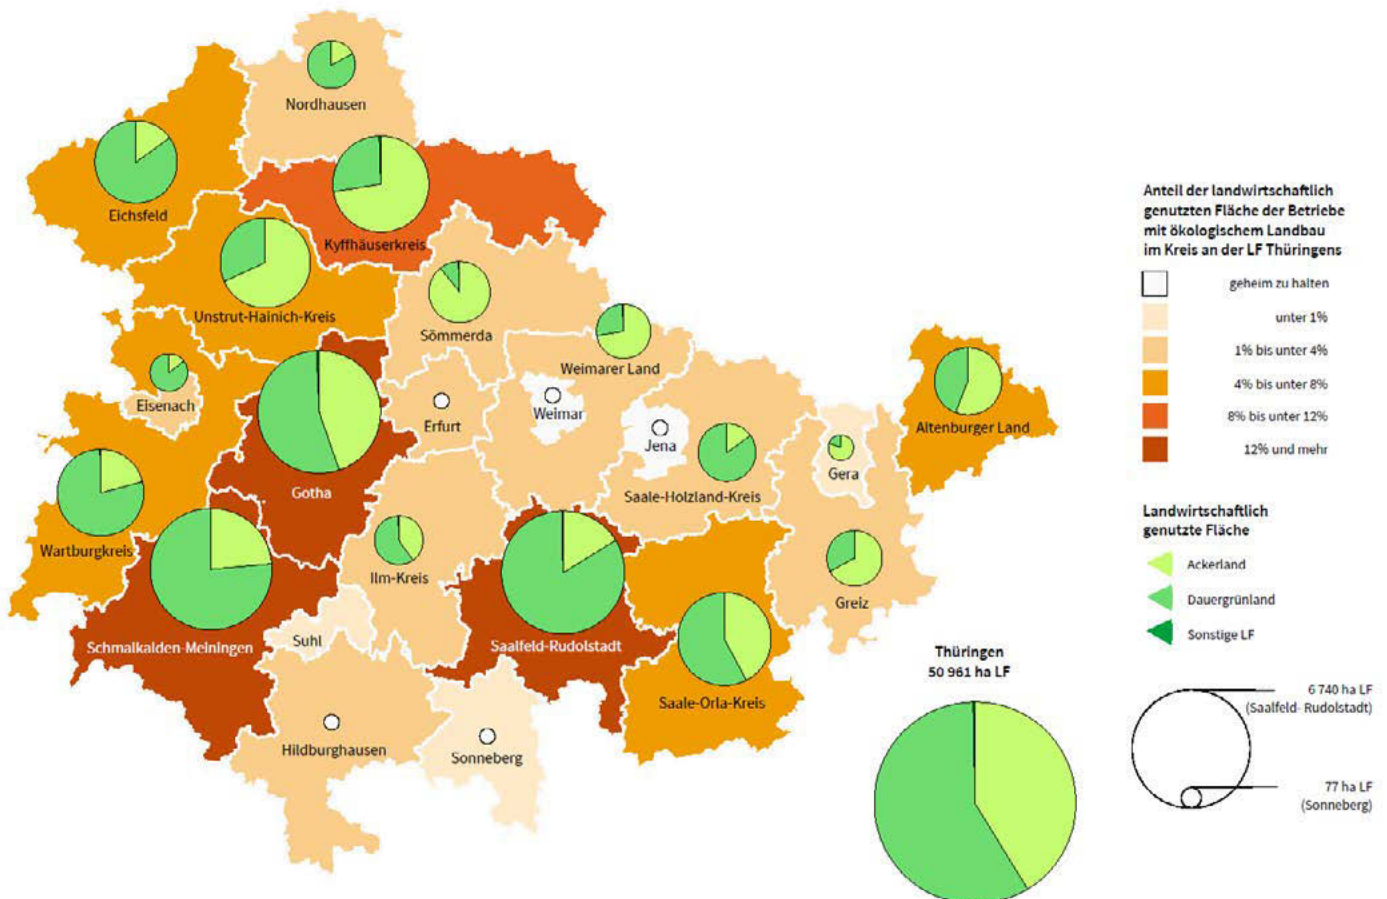 Nordhausen
Eichsfeld
Kyffhäuserkreis
Unstrut-Hainich-Kreis
Sömmerda
Weimarer Land
Eisenach
Erfurt
Weimar
Jena
Altenburger Land
Gotha
Saale-Holzland-Kreis
Gera
Wartburgkreis
Ilm-Kreis
Greiz
Schmalkalden-Meiningen
Suhl
Saalfeld-Rudolstadt
Saale-Orla-Kreis
Hildburghausen
Sonneberg
Thüringen
50 961 ha LF
Anteil der landwirtschaftlich
genutzten Fläche der Betriebe
mit ökologischem Landbau
im Kreis an der LF Thüringens
geheim zu halten
unter 1%
1% bis unter 4%
4% bis unter 8%
8% bis unter 12%
12% und mehr
Landwirtschaftlich
genutzte Fläche
Ackerland
Dauergrünland
Sonstige LF
6 740 ha LF
(Saalfeld- Rudolstadt)
77 ha LF
(Sonneberg)